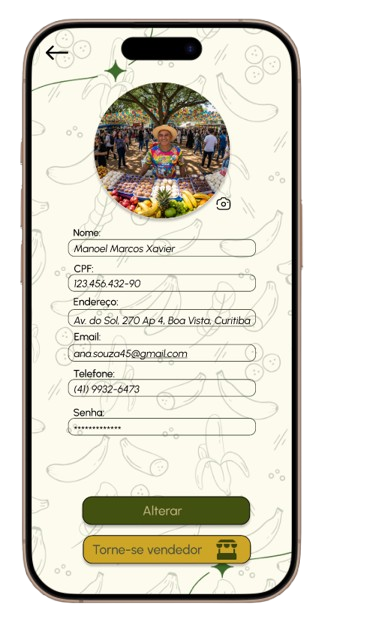 Nome:
Manoel Marcos Xavier
CPF:
123.456.432-90
Endereço:
Av. do Sol, 270 Ap 4, Boa Vista, Curitiba
Email:
ana.souza45@gmail.com
Telefone:
(41) 9932-6473
Senha:
*************
Alterar
Torne-se vendedor